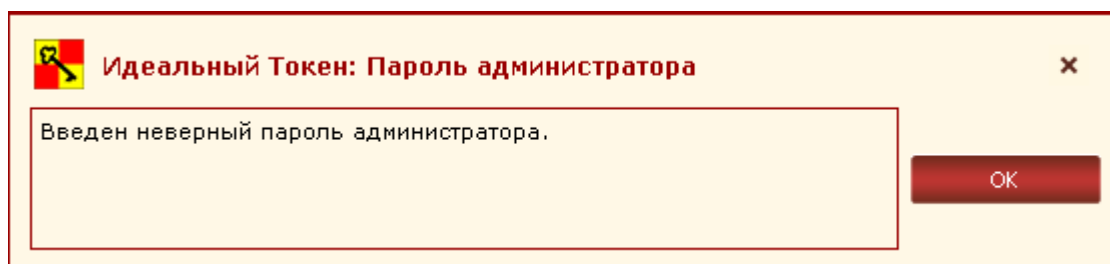 Идеальный Токен: Пароль администратора
Введен неверный пароль администратора.
OK